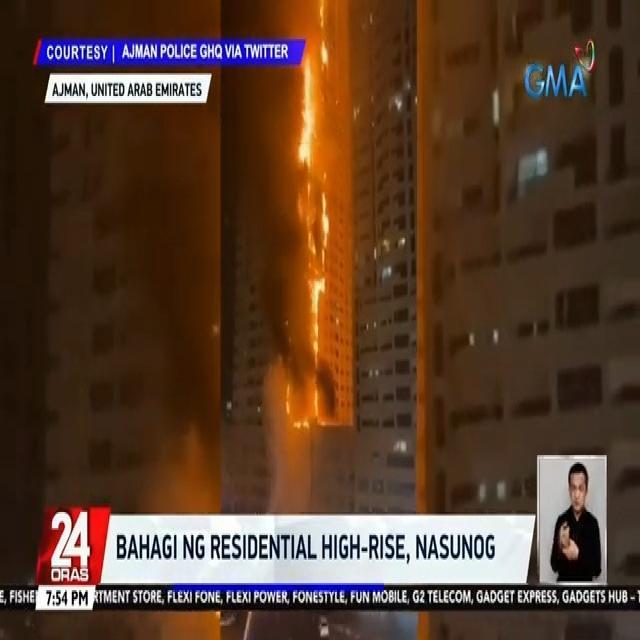 COURTESY | AJMAN POLICE GHQ VIA TWITTER
AJMAN, UNITED ARAB EMIRATES
GMA
24
ORAS
BAHAGI NG RESIDENTIAL HIGH-RISE, NASUNOG
7:54 PM
RTMENT STORE, FLEXI FONE, FLEXI POWER, FONESTYLE, FUN MOBILE, G2 TELECOM, GADGET EXPRESS, GADGETS HUB –